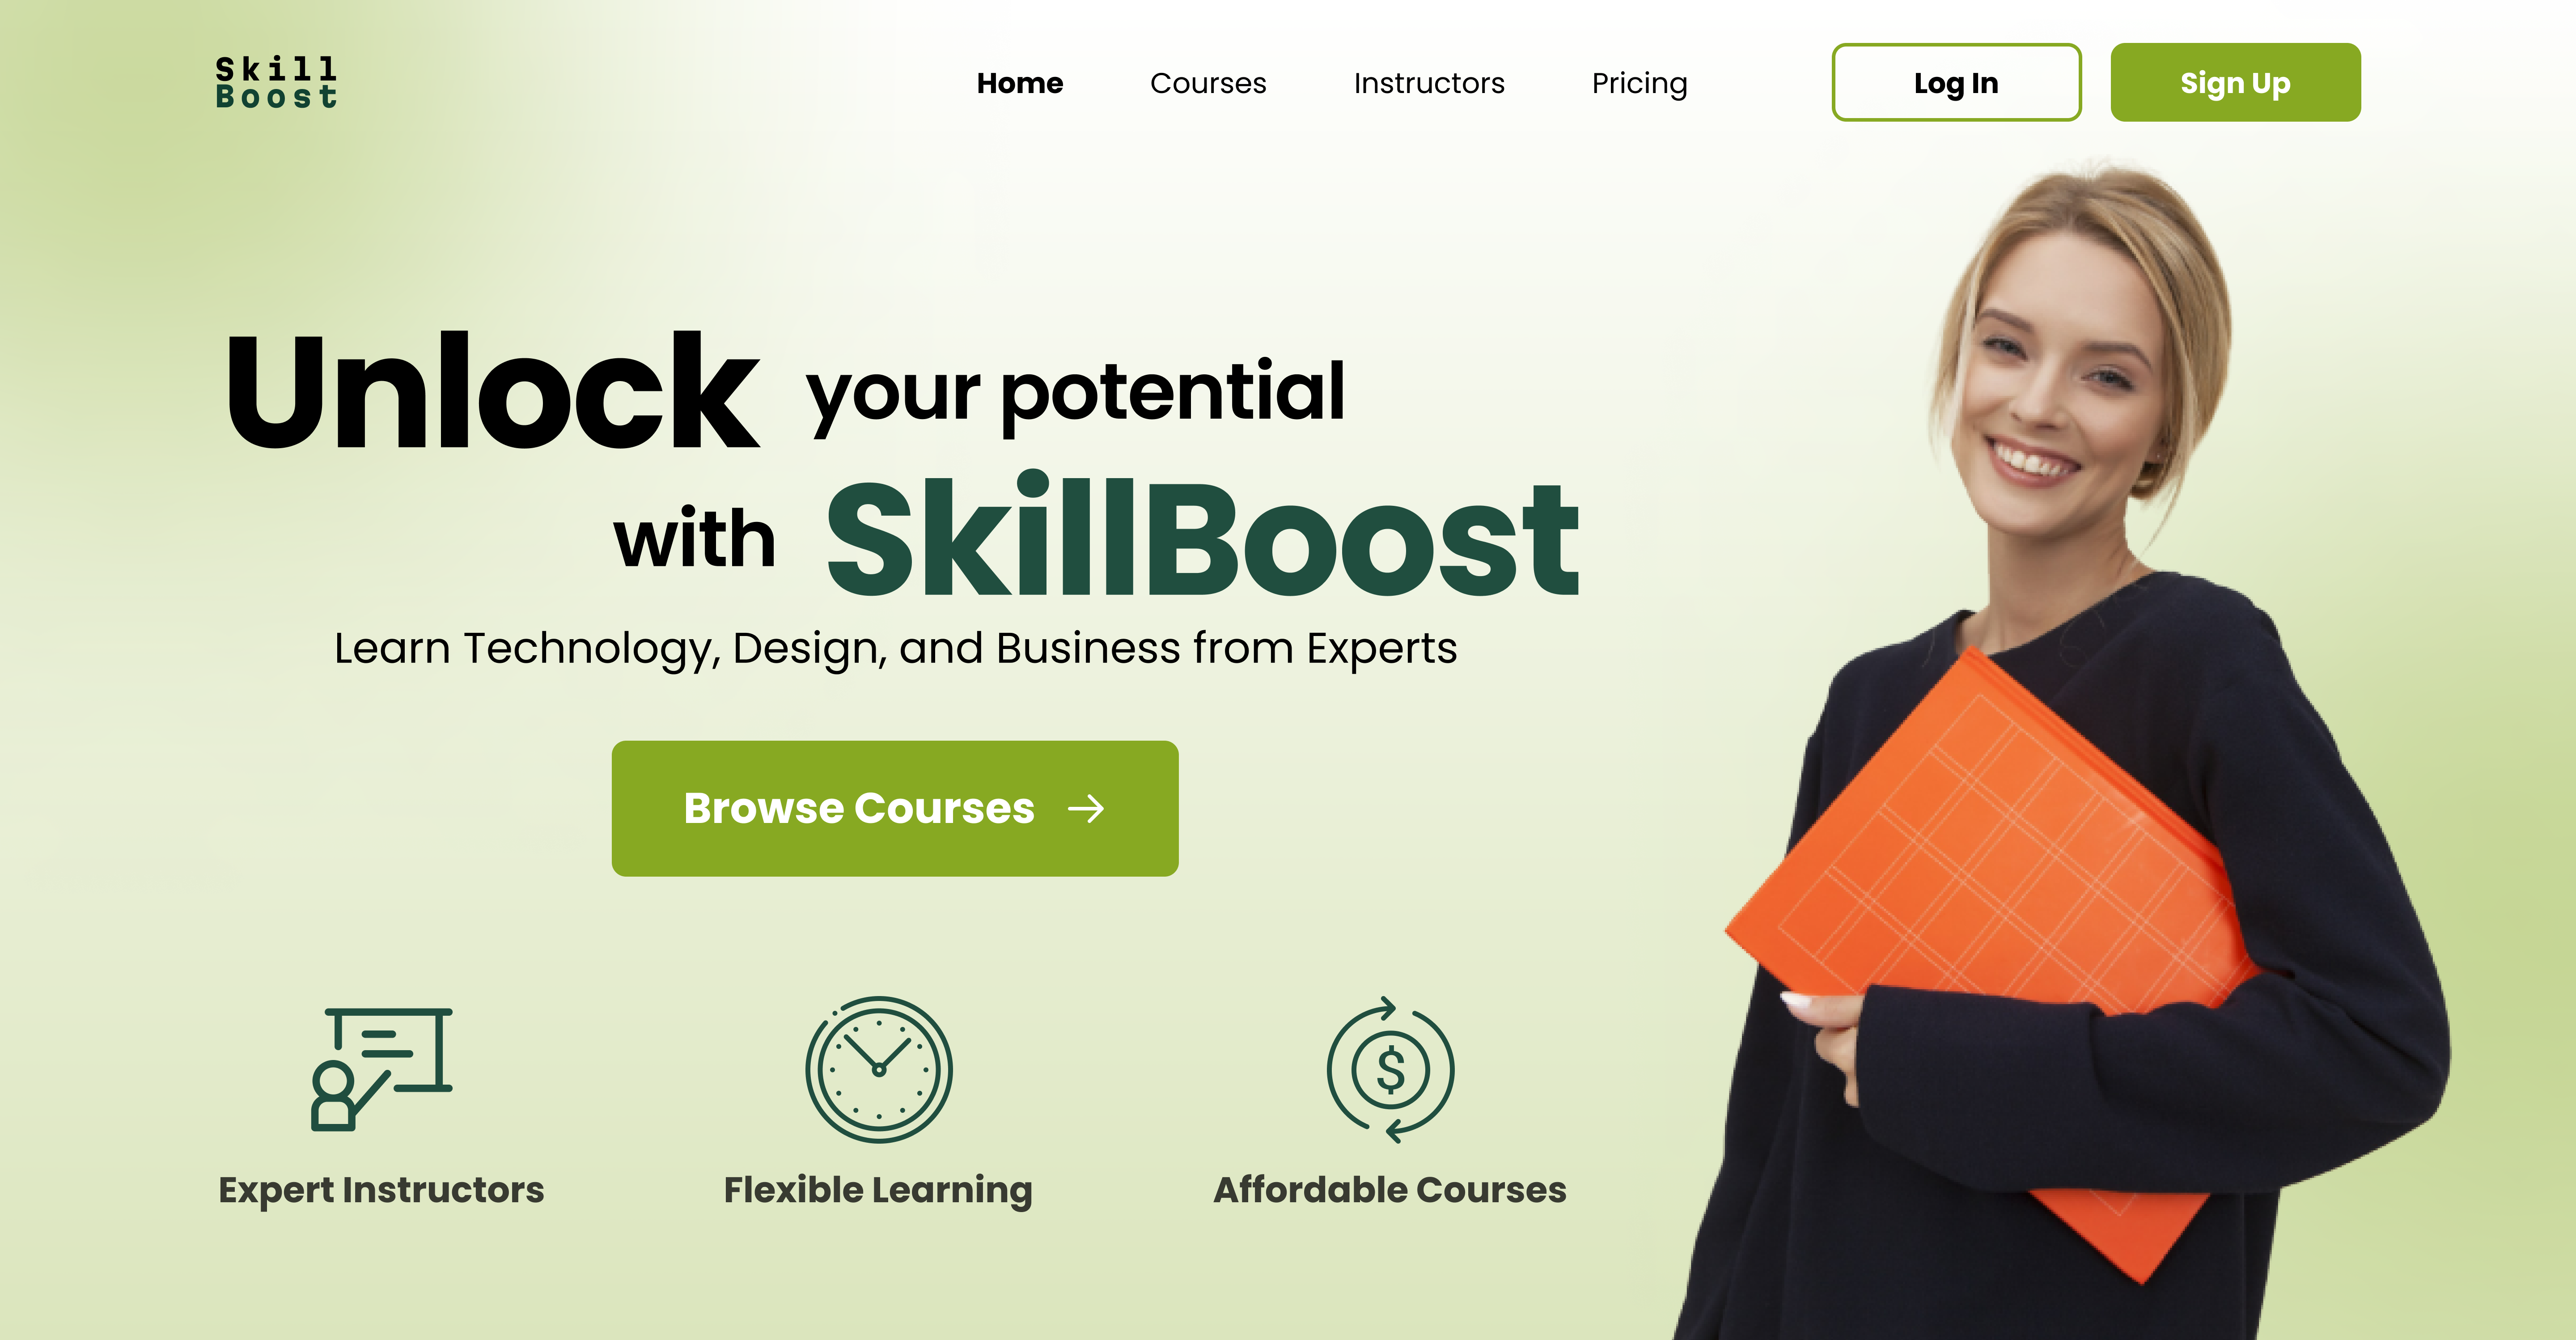 Skill
Boost
Home Courses Instructors Pricing Log In Sign Up
Unlock your potential
with SkillBoost
Learn Technology, Design, and Business from Experts
Browse Courses →
$
Expert Instructors Flexible Learning Affordable Courses